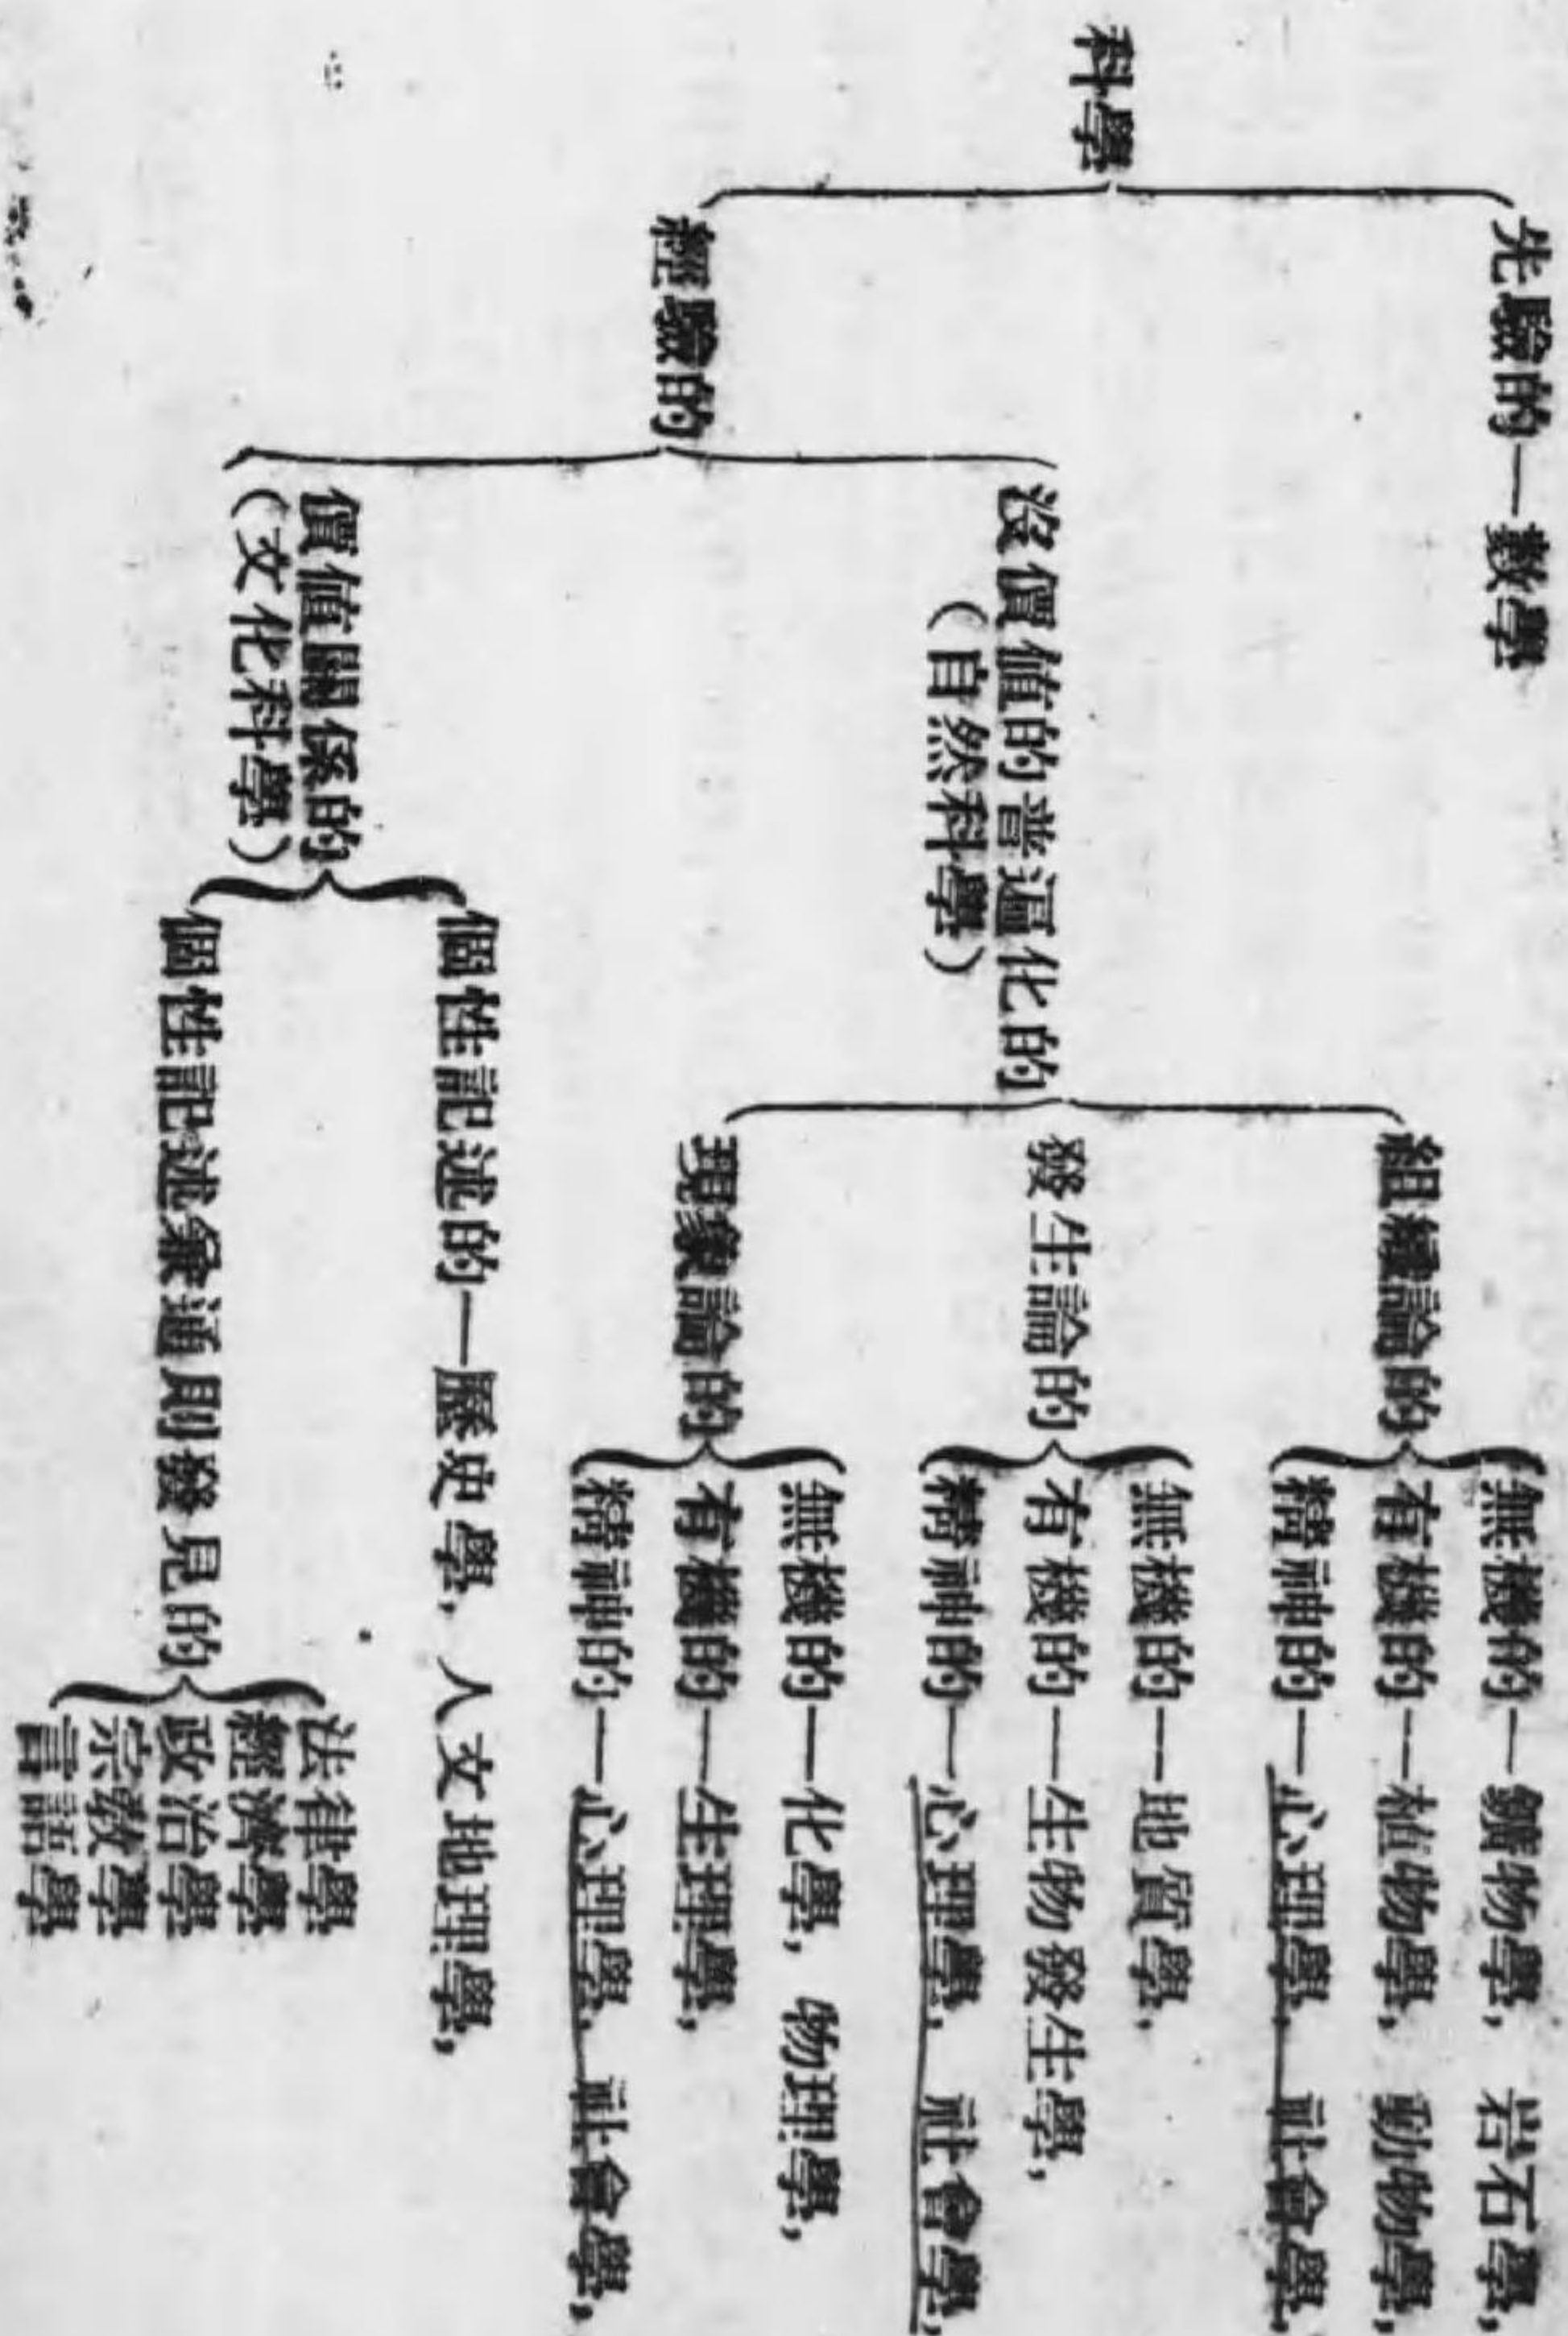 科學
先驗的—數學
經驗的
沒價值的普遍化的
（自然科學）
組織論的
無機的—鑛物學，岩石學，
有機的—植物學，動物學，
精神的—心理學，社會學，
發生論的
無機的—地質學，
有機的—生物發生學，
精神的—心理學，社會學，
現象論的
無機的—化學，物理學，
有機的—生理學，
精神的—心理學，社會學，
價值關係的
（文化科學）
個性記述的—歷史學，人文地理學，
個性記述兼通則發見的
法律學
經濟學
政治學
宗教學
言語學